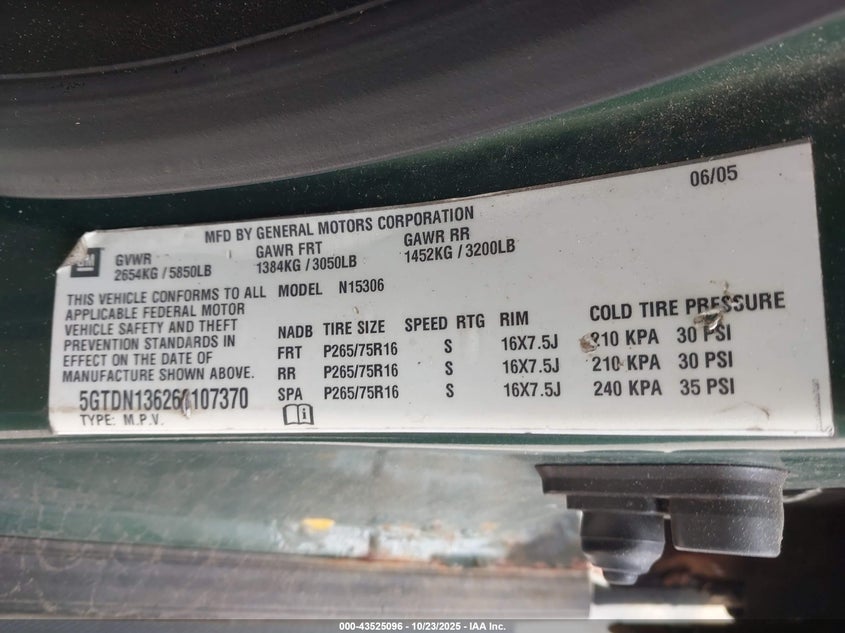 06/05
MFD BY GENERAL MOTORS CORPORATION
GM
GVWR GAWR FRT GAWR RR
2654KG / 5850LB 1384KG / 3050LB 1452KG / 3200LB
THIS VEHICLE CONFORMS TO ALL
APPLICABLE FEDERAL MOTOR
VEHICLE SAFETY AND THEFT
PREVENTION STANDARDS IN
EFFECT ON THE DATE OF
MANUFACTURE SHOWN ABOVE.
5GTDN136268107370
TYPE: M.P.V.
MODEL N15306
NADB TIRE SIZE SPEED RTG RIM COLD TIRE PRESSURE
FRT P265/75R16 S 16X7.5J 210 KPA 30 PSI
RR P265/75R16 S 16X7.5J 210 KPA 30 PSI
SPA P265/75R16 S 16X7.5J 240 KPA 35 PSI
000-43525096 - 10/23/2025 - IAA Inc.